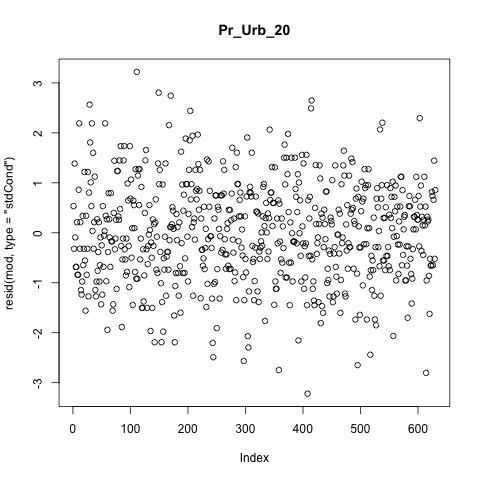 Pr_Urb_20
resid(mod, type = "stdCond")
3
2
1
0
-1
-2
-3
0 100 200 300 400 500 600
Index